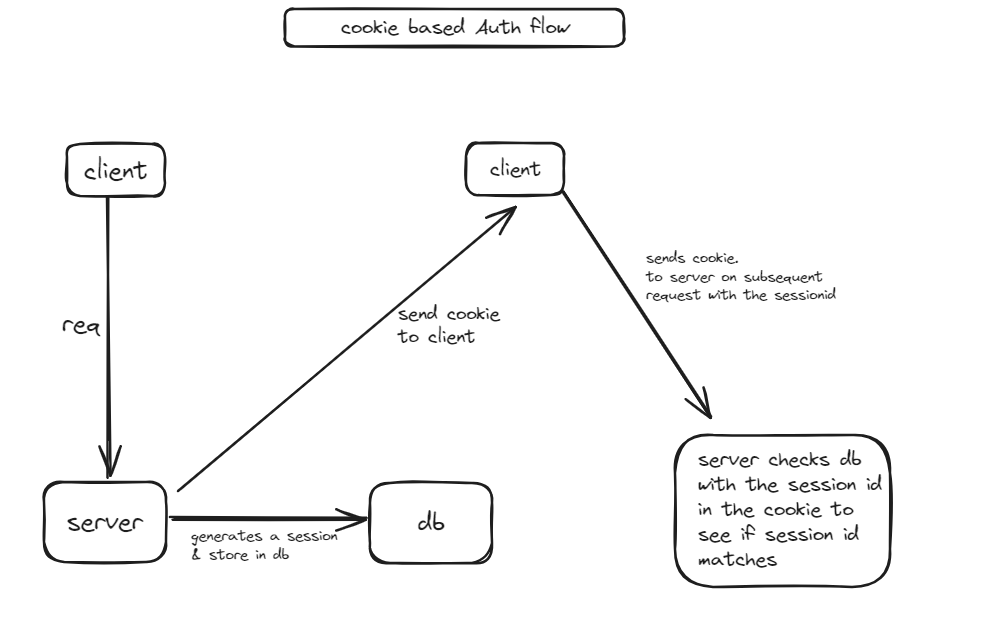 cookie based Auth flow
client
client
sends cookie.
to server on subsequent
request with the sessionid
send cookie
to client
req
server
db
generates a session
& store in db
server checks db
with the session id
in the cookie to
see if session id
matches